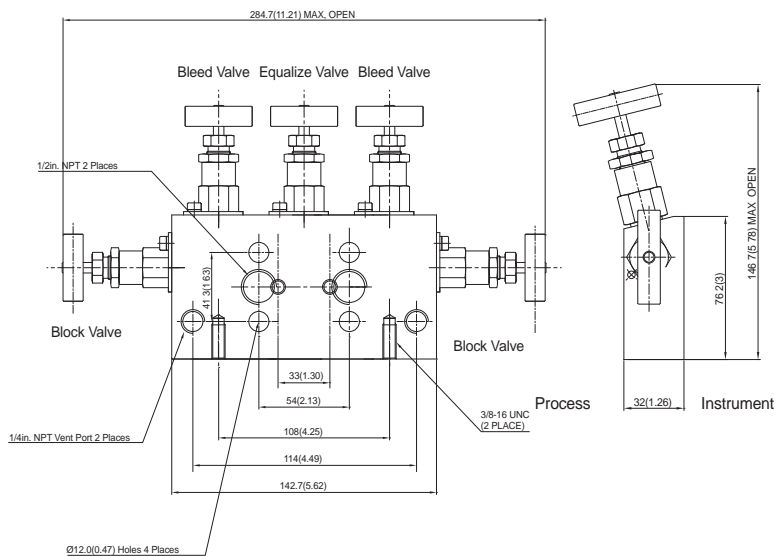 284.7(11.21) MAX, OPEN
Bleed Valve Equalize Valve Bleed Valve
1/2in. NPT 2 Places
146 7(5 78) MAX OPEN
76.2(3)
41 3(1 63)
Block Valve
Block Valve
33(1.30)
54(2.13)
3/8-16 UNC
(2 PLACE)
Process
32(1.26)
Instrument
1/4in. NPT Vent Port 2 Places
108(4.25)
114(4.49)
142.7(5.62)
Ø12.0(0.47) Holes 4 Places